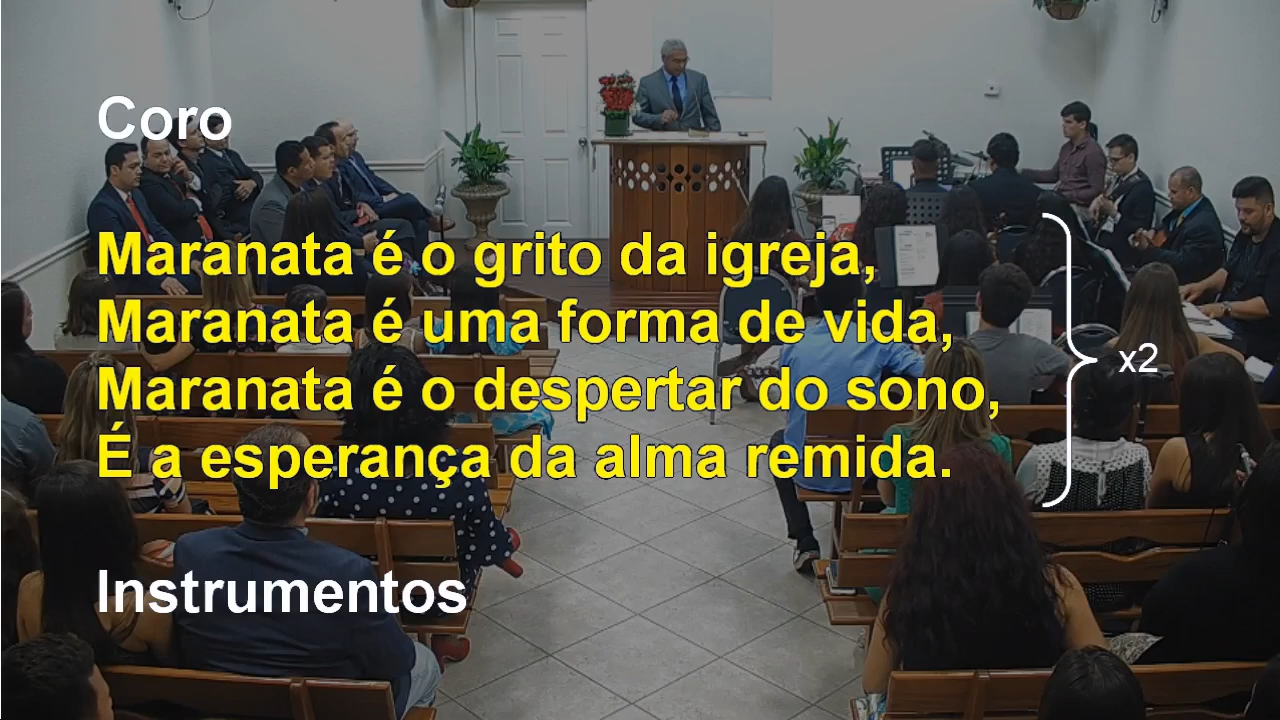 Coro
Maranata é o grito da igreja,
Maranata é uma forma de vida,
Maranata é o despertar do sono,
É a esperança da alma remida.
x2
Instrumentos